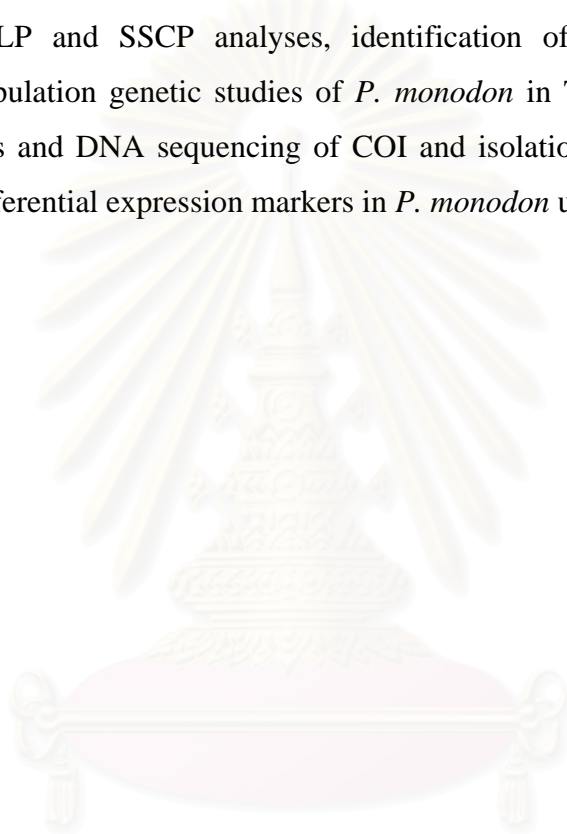 LP and SSCP analyses, identification of
pulation genetic studies of P. monodon in
s and DNA sequencing of COI and isolatio
ferential expression markers in P. monodon u